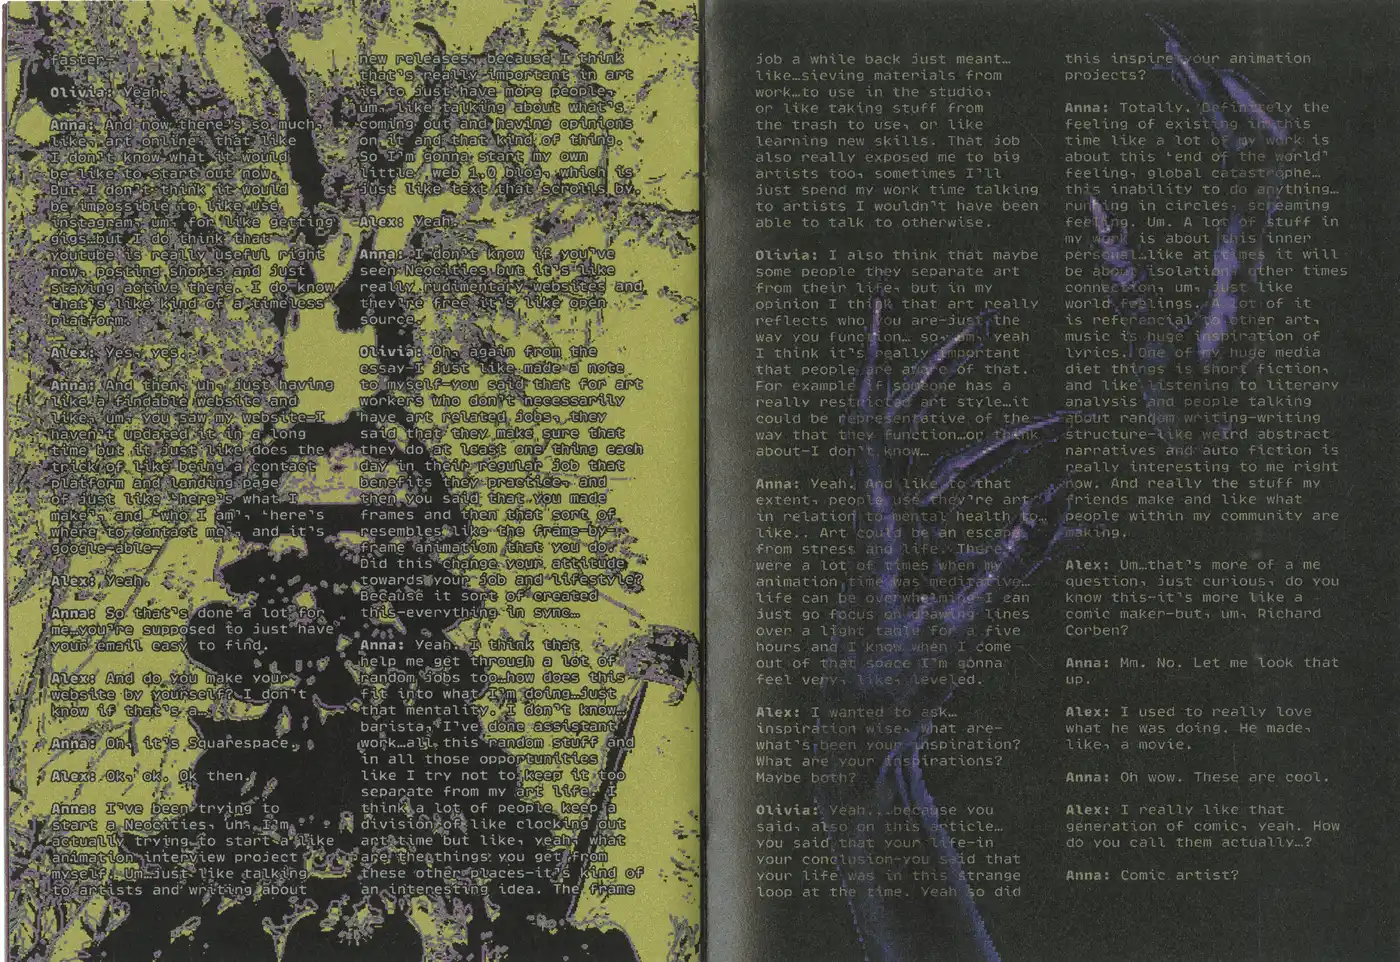 faster—
Olivia: Yeah.
Anna: And now there's so much,
like, art online, that like
I don't know what it would
be like to start out now.
But I don't think it would
be impossible to like use
instagram, um, for like getting
gigs…but I do think that
youtube is really useful right
now, posting shorts and just
staying active there. I do know
that's like kind of a timeless
platform.
Alex: Yes, yes.
Anna: And then, uh, just having
like a findable website and
like, um, you saw my website—I
haven't updated it in a long
time but it just like does the
trick of like being a contact
platform and landing page
of just like 'here's what I
make', and 'who I am', 'here's
where to contact me', and it's
google-able—
Alex: Yeah.
Anna: So that's done a lot for
me…you're supposed to just have
your email easy to find.
Alex: And do you make your
website by yourself? I don't
know if that's a…
Anna: Oh, it's Squarespace.
Alex: Ok, ok. Ok then.
Anna: I've been trying to
start a Neocities, um, I'm
actually trying to start a like
animation interview project
myself. Um…just like talking
to artists and writing about
new releases, because I think
that's really important in art
is to just have more people,
um, like talking about what's
coming out and having opinions
on it and that kind of thing.
So I'm gonna start my own
little, web 1.0 blog, which is
just like text that scrolls by.
Alex: Yeah.
Anna: I don't know if you've
seen Neocities but it's like
really rudimentary websites and
they're free it's like open
source.
Olivia: Oh, again from the
essay—I just like made a note
to myself—you said that for art
workers who don't necessarily
have art related jobs, they
said that they make sure that
they do at least one thing each
day in their regular job that
benefits they practice, and
then you said that you made
frames and then that sort of
resembles like the frame-by-
frame animation that you do.
Did this change your attitude
towards your job and lifestyle?
Because it sort of created
this—everything in sync…
Anna: Yeah, I think that
help me get through a lot of
random jobs too…how does this
fit into what I'm doing…just
that mentality. I don't know…
barista, I've done assistant
work…all this random stuff and
in all those opportunities
like I try not to keep it too
separate from my art life. I
think a lot of people keep a
division of like clocking out
art time but like, yeah, what
are the things you get from
these other places—it's kind of
an interesting idea. The frame
job a while back just meant…
like…sieving materials from
work…to use in the studio,
or like taking stuff from
the trash to use, or like
learning new skills. That job
also really exposed me to big
artists too, sometimes I'll
just spend my work time talking
to artists I wouldn't have been
able to talk to otherwise.
Olivia: I also think that maybe
some people they separate art
from their life, but in my
opinion I think that art really
reflects who you are—just the
way you function… so, um, yeah
I think it's really important
that people are aware of that.
For example if someone has a
really restricted art style…it
could be representative of the
way that they function…or think
about—I don't know…
Anna: Yeah. And like to that
extent, people use they're art
in relation to mental health, …
like.. Art could be an escape
from stress and life. There
were a lot of times when my
animation time was meditative…
life can be overwhelming—I can
just go focus on drawing lines
over a light table for a five
hours and I know when I come
out of that space I'm gonna
feel very, like, leveled.
Alex: I wanted to ask…
inspiration wise, what are—
what's been your inspiration?
What are your inspirations?
Maybe both?
Olivia: Yeah....because you
said, also on this article…
you said that your life—in
your conclusion—you said that
your life was in this strange
loop at the time. Yeah so did
this inspire your animation
projects?
Anna: Totally. Definitely the
feeling of existing in this
time like a lot of my work is
about this 'end of the world'
feeling, global catastrophe…
this inability to do anything…
running in circles, screaming
feeling. Um. A lot of stuff in
my work is about this inner
personal…like at times it will
be about isolation, other times
connection, um, just like
world feelings. A lot of it
is referencial to other art,
music is huge inspiration of
lyrics. One of my huge media
diet things is short fiction,
and like listening to literary
analysis and people talking
about random writing—writing
structure—like weird abstract
narratives and auto fiction is
really interesting to me right
now. And really the stuff my
friends make and like what
people within my community are
making.
Alex: Um…that's more of a me
question, just curious, do you
know this—it's more like a
comic maker—but, um, Richard
Corben?
Anna: Mm. No. Let me look that
up.
Alex: I used to really love
what he was doing. He made,
like, a movie.
Anna: Oh wow. These are cool.
Alex: I really like that
generation of comic, yeah. How
do you call them actually…?
Anna: Comic artist?